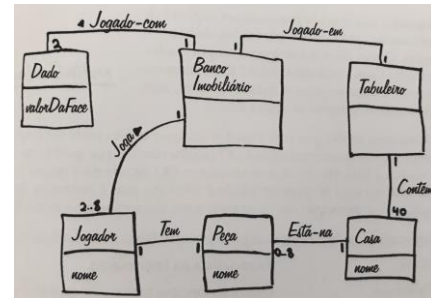 ◄ Jogado-com
Jogado-em
2
1
1
1
Dado
Banco
Imobiliário
Tabuleiro
valorDaFace
1
Joga ►
1
Contém
2..8
40
Jogador
Tem
Peça
Está-na
Casa
1
1
0..8
1
nome
nome
nome